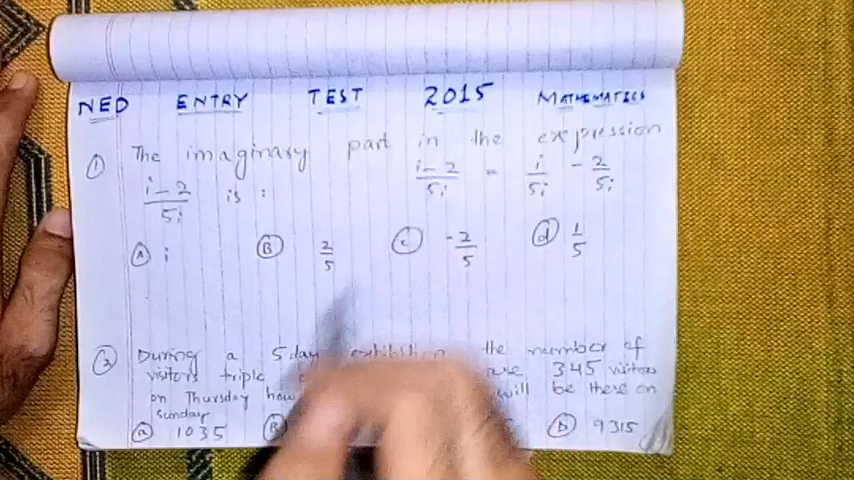 NED ENTRY TEST 2015 MATHEMATICS
① The imaginary part in the expression
i-2/5i is : i-2/5i = i/5i - 2/5i
Ⓐ i Ⓑ 2/5 Ⓒ -2/5 ⓓ 1/5
② During a 5 day the number of
visitors triple 345 visitors
on Thursday how will be there on
sunday
ⓐ 1035 Ⓑ Ⓓ 9315